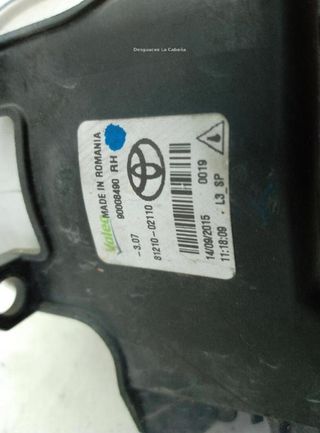 Desguaces La Cabaña
Valeo MADE IN ROMANIA
90008490 RH
-3.07
81210-02110
0019
14/09/2015
11:18:09 - L3_SP